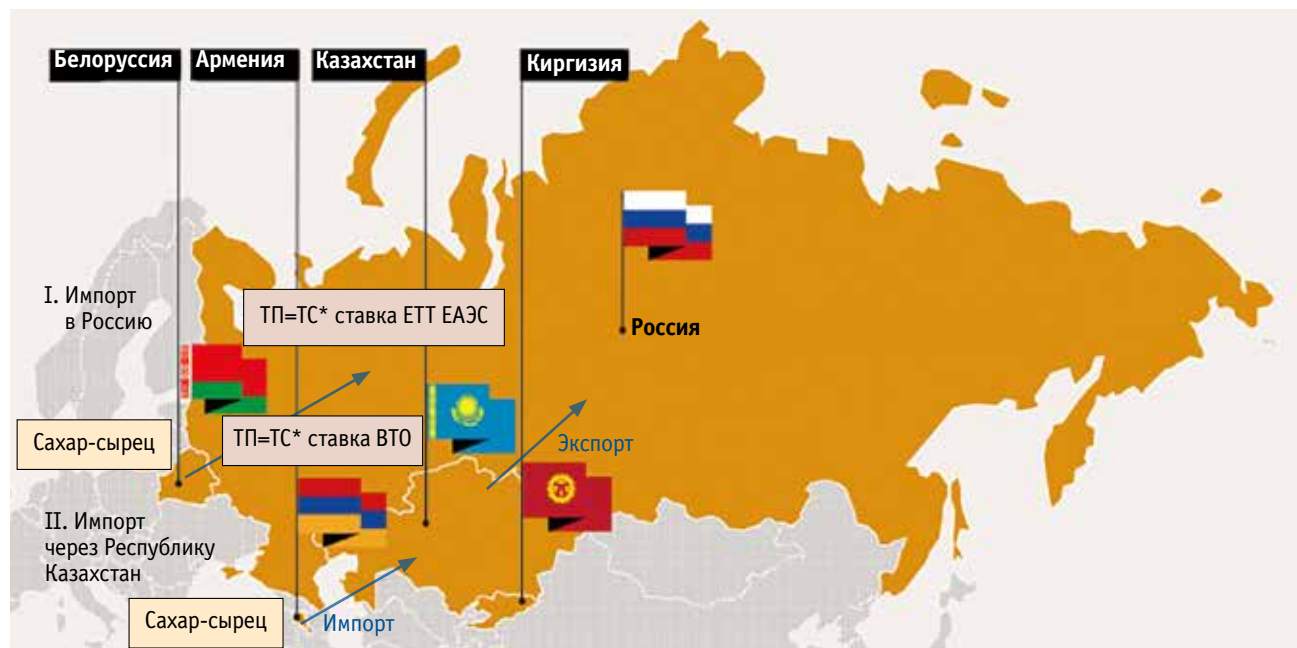 Белоруссия
Армения
Казахстан
Киргизия
I. Импорт
в Россию
ТП=ТС* ставка ЕТТ ЕАЭС
Россия
ТП=ТС* ставка ВТО
Сахар-сырец
Экспорт
II. Импорт
через Республику
Казахстан
Сахар-сырец
Импорт